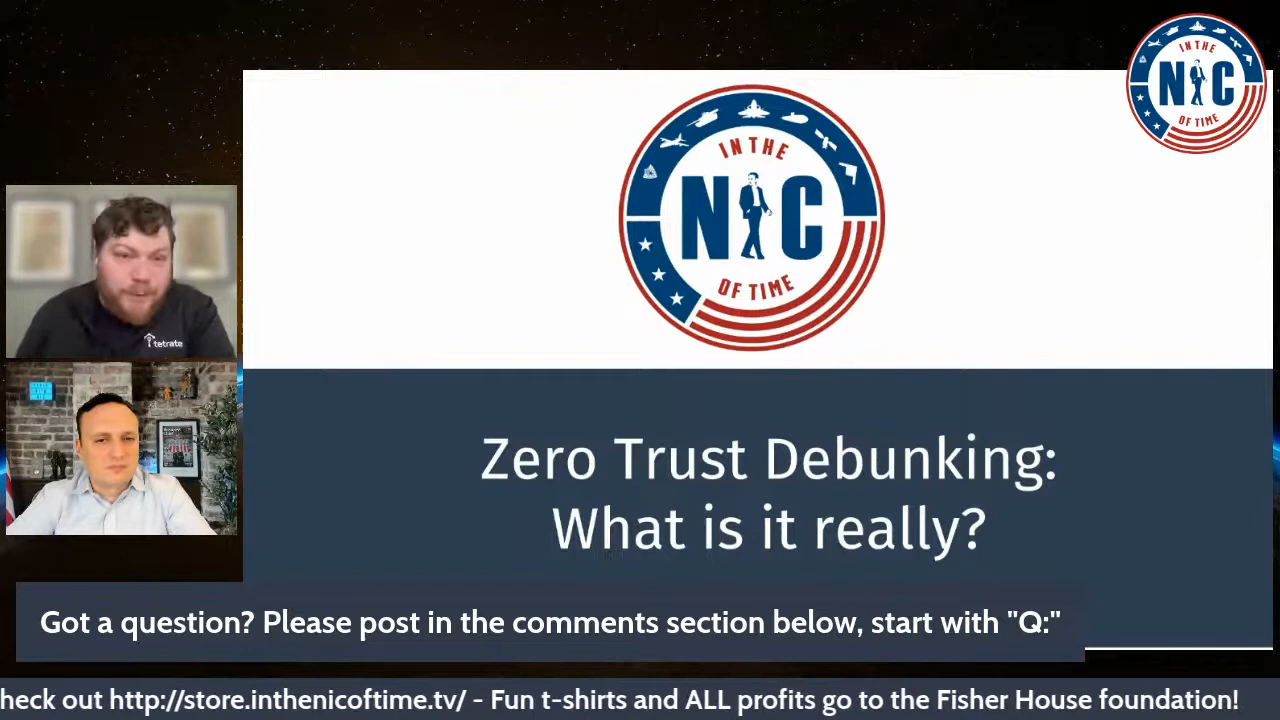 IN THE
NIC
OF TIME
IN THE
NIC
OF TIME
tetrate
Zero Trust Debunking:
What is it really?
Got a question? Please post in the comments section below, start with "Q:"
heck out http://store.inthenicoftime.tv/ - Fun t-shirts and ALL profits go to the Fisher House foundation!